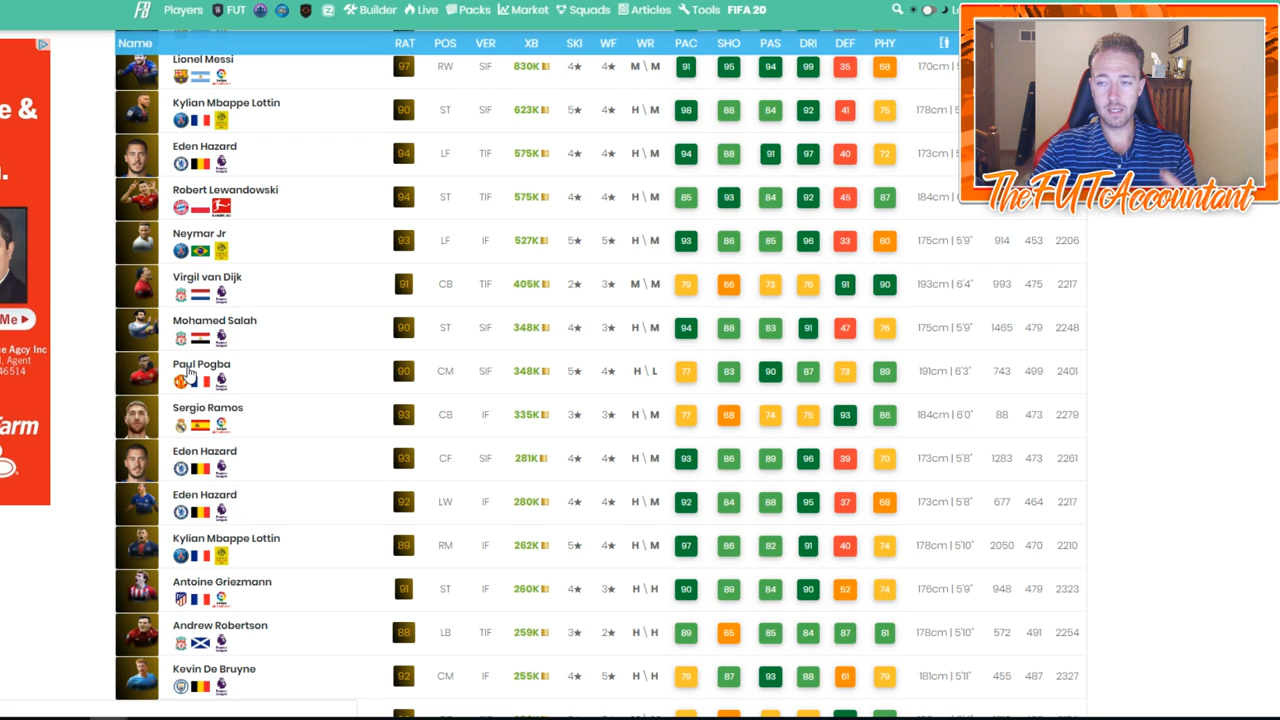 FB Players FUT Builder Live Packs Market Squads Articles Tools FIFA 20
Name RAT POS VER XB SKI WF WR PAC SHO PAS DRI DEF PHY
Lionel Messi 97 RW SIF 830K 4★ 4★ M \ M 91 95 94 99 35 68 170cm |
Kylian Mbappe Lottin 90 ST SIF 623K 5★ 4★ H \ M 98 88 84 92 41 75 178cm | 5
Eden Hazard 94 LF TIF 575K 4★ 4★ H \ M 94 88 91 97 40 72 173cm | 5
Robert Lewandowski 94 ST TIF 575K 4★ 4★ H \ M 85 93 84 92 45 87 184cm | 6
Neymar Jr 93 LF IF 527K 5★ 5★ H \ M 93 86 85 96 33 60 175cm | 5'9" 914 453 2206
Virgil van Dijk 91 CB TIF 405K 2★ 3★ M \ M 79 66 73 76 91 90 193cm | 6'4" 993 475 2217
Mohamed Salah 90 ST SIF 348K 4★ 3★ H \ M 94 88 83 91 47 76 175cm | 5'9" 1465 479 2248
Paul Pogba 90 CM SIF 348K 5★ 4★ H \ L 77 83 90 87 73 89 191cm | 6'3" 743 499 2401
Sergio Ramos 93 CB IF 335K 3★ 3★ H \ M 77 68 74 75 93 86 184cm | 6'0" 88 473 2279
Eden Hazard 93 CF SIF 281K 4★ 4★ H \ M 93 86 89 96 39 70 173cm | 5'8" 1283 473 2261
Eden Hazard 92 LW IF 280K 4★ 4★ H \ M 92 84 88 95 37 68 173cm | 5'8" 677 464 2217
Kylian Mbappe Lottin 89 RM IF 262K 5★ 4★ H \ M 97 86 82 91 40 74 178cm | 5'10" 2050 470 2210
Antoine Griezmann 91 ST IF 260K 4★ 3★ H \ H 90 89 84 90 52 74 176cm | 5'9" 948 479 2323
Andrew Robertson 88 LB TIF 259K 3★ 2★ H \ H 89 65 85 84 87 81 178cm | 5'10" 572 491 2254
Kevin De Bruyne 92 CM IF 255K 4★ 5★ H \ H 79 87 93 88 61 79 181cm | 5'11" 455 487 2327
TheFUTAccountant
e &
Me ▸
ce Agcy Inc
, Agent
46514
arm